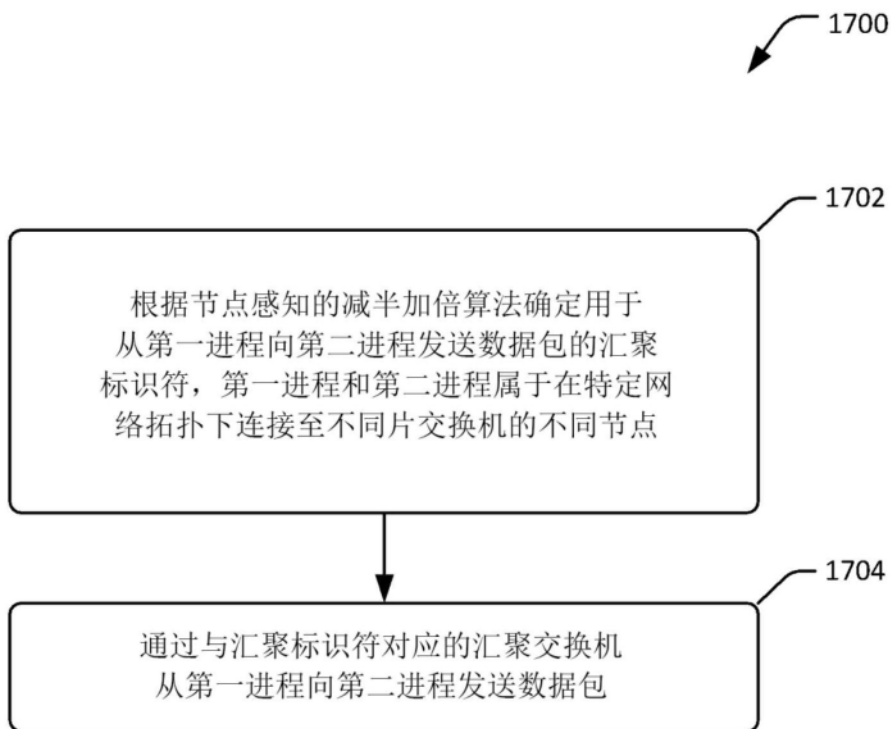 1700
1702
根据节点感知的减半加倍算法确定用于
从第一进程向第二进程发送数据包的汇聚
标识符，第一进程和第二进程属于在特定网
络拓扑下连接至不同片交换机的不同节点
1704
通过与汇聚标识符对应的汇聚交换机
从第一进程向第二进程发送数据包